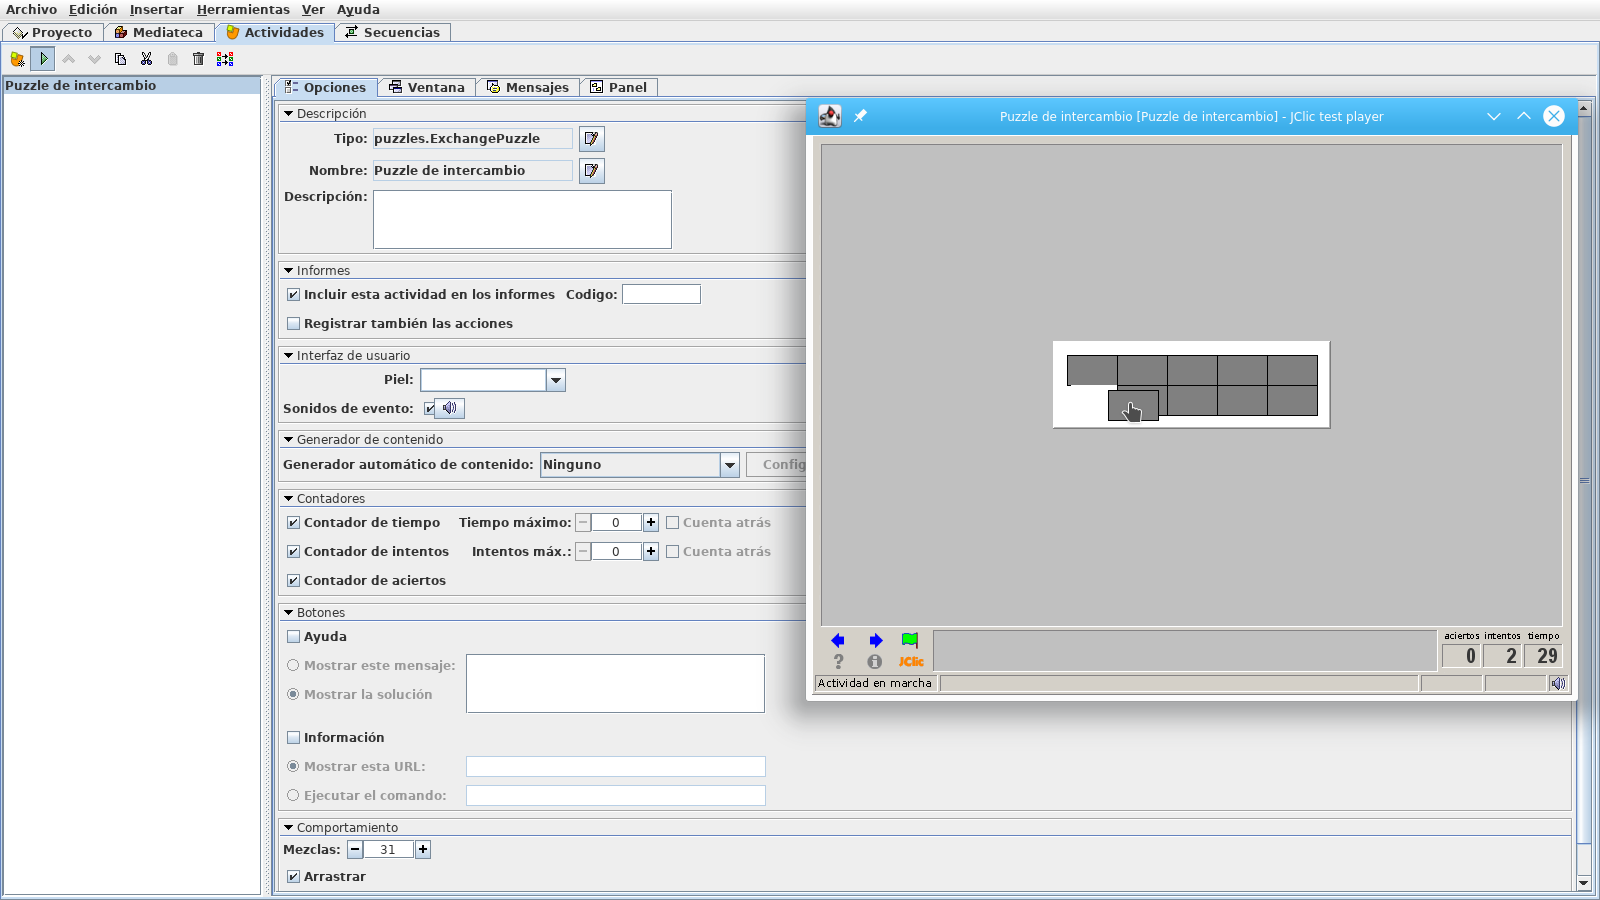 Archivo Edición Insertar Herramientas Ver Ayuda
Proyecto Mediateca Actividades Secuencias
Puzzle de intercambio
Opciones Ventana Mensajes Panel
Descripción
Tipo: puzzles.ExchangePuzzle
Nombre: Puzzle de intercambio
Descripción:
Informes
Incluir esta actividad en los informes Codigo:
Registrar también las acciones
Interfaz de usuario
Piel:
Sonidos de evento:
Generador de contenido
Generador automático de contenido: Ninguno Config
Contadores
Contador de tiempo Tiempo máximo: 0 Cuenta atrás
Contador de intentos Intentos máx.: 0 Cuenta atrás
Contador de aciertos
Botones
Ayuda
Mostrar este mensaje:
Mostrar la solución
Información
Mostrar esta URL:
Ejecutar el comando:
Comportamiento
Mezclas: 31
Arrastrar
Puzzle de intercambio [Puzzle de intercambio] - JClic test player
aciertos intentos tiempo
JClic 0 2 29
Actividad en marcha